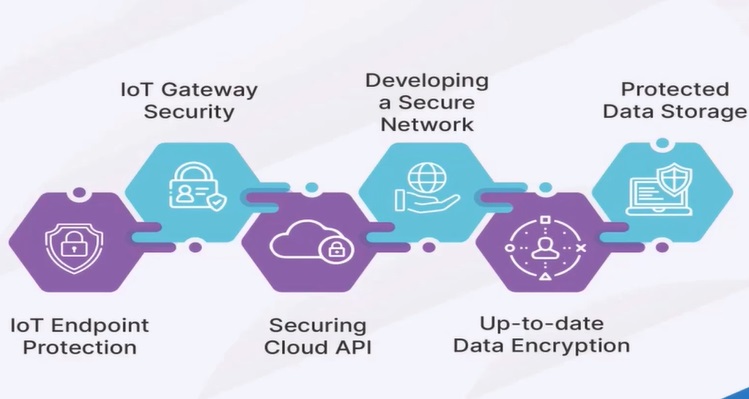 IoT Gateway
Security
Developing
a Secure
Network
Protected
Data Storage
IoT Endpoint
Protection
Securing
Cloud API
Up-to-date
Data Encryption